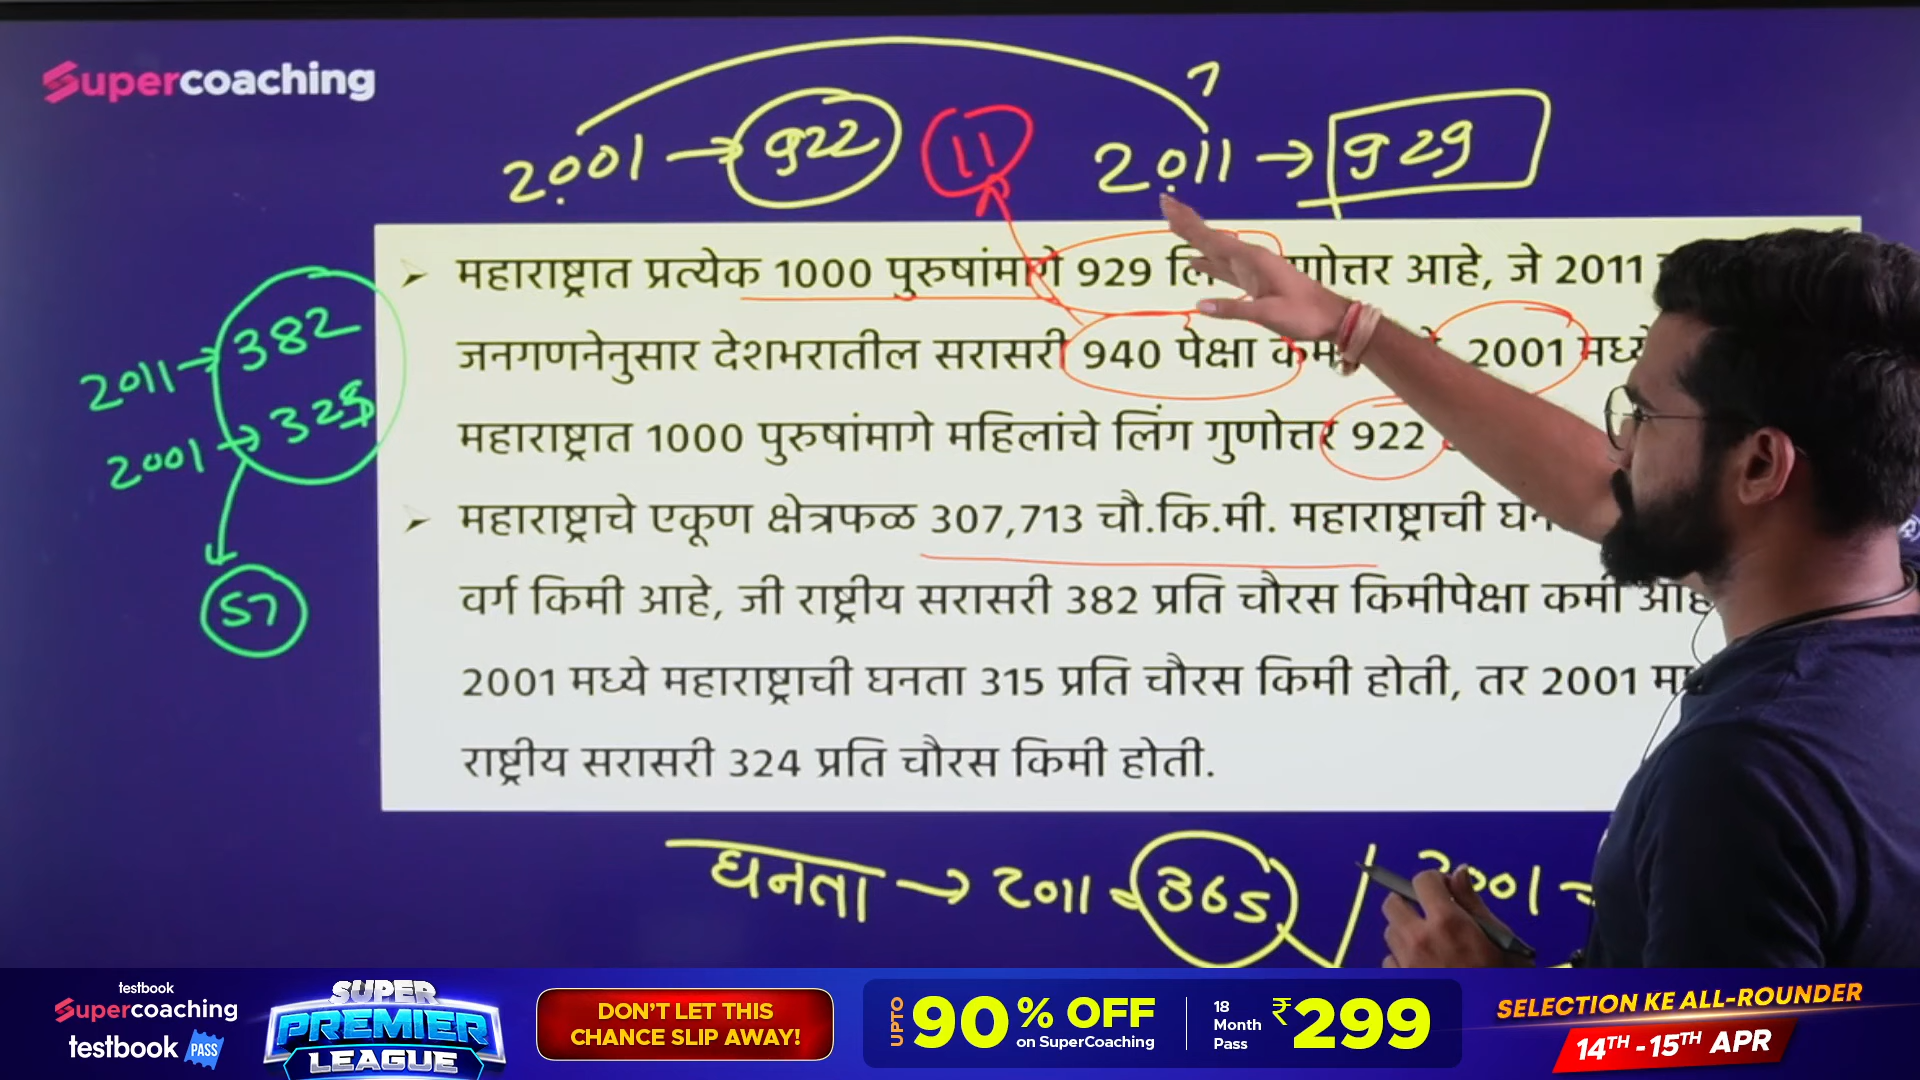 Supercoaching
2001 → 922 11 2011 → 929
➢ महाराष्ट्रात प्रत्येक 1000 पुरुषांमागे 929 गुणोत्तर आहे, जे 2011
जनगणनेनुसार देशभरातील सरासरी 940 पेक्षा 2001 मध्ये
महाराष्ट्रात 1000 पुरुषांमागे महिलांचे लिंग गुणोत्तर 922
➢ महाराष्ट्राचे एकूण क्षेत्रफळ 307,713 चौ.कि.मी. महाराष्ट्राची
वर्ग किमी आहे, जी राष्ट्रीय सरासरी 382 प्रति चौरस किमीपेक्षा कमी
2001 मध्ये महाराष्ट्राची घनता 315 प्रति चौरस किमी होती, तर 2001
राष्ट्रीय सरासरी 324 प्रति चौरस किमी होती.
2011 → 382
2001 →
57
घनता → 2011 365 / 2001
testbook
Supercoaching
testbook PASS
SUPER
PREMIER
LEAGUE
DON'T LET THIS
CHANCE SLIP AWAY!
UPTO 90% OFF
on SuperCoaching
18
Month
Pass
₹299
SELECTION KE ALL-ROUNDER
14TH - 15TH APR